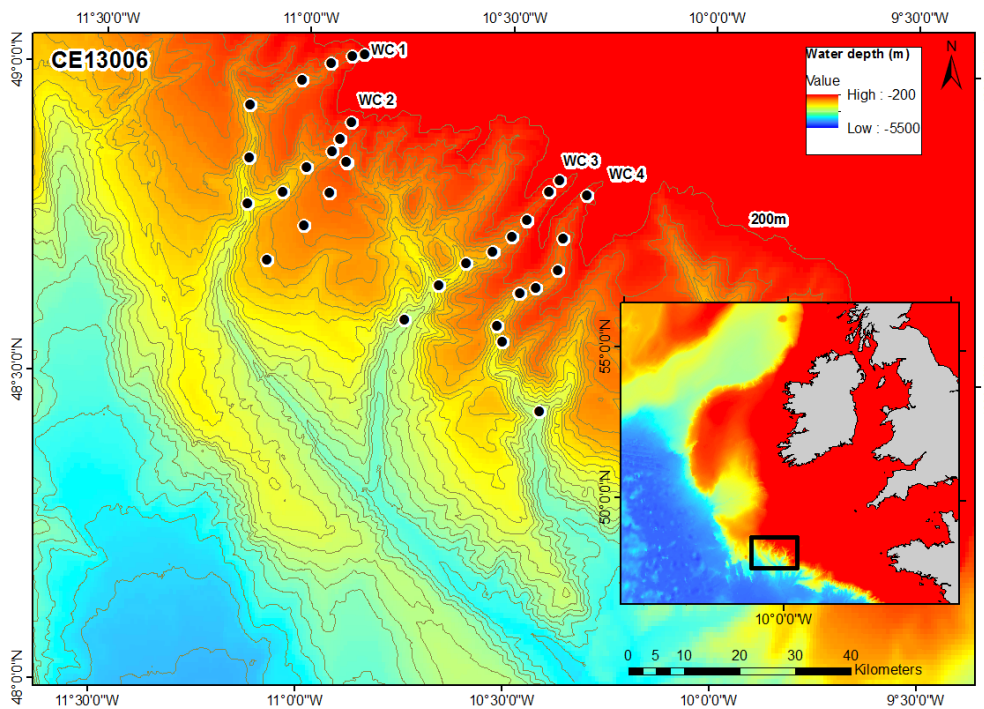 11°30'0"W 11°0'0"W 10°30'0"W 10°0'0"W 9°30'0"W
49°0'0"N
CE13006
WC 1
WC 2
WC 3
WC 4
200m
Water depth (m)
Value
High : -200
Low : -5500
N
48°30'0"N
55°0'0"N
50°0'0"N
10°0'0"W
0 5 10 20 30 40
Kilometers
48°0'0"N
11°30'0"W 11°0'0"W 10°30'0"W 10°0'0"W 9°30'0"W